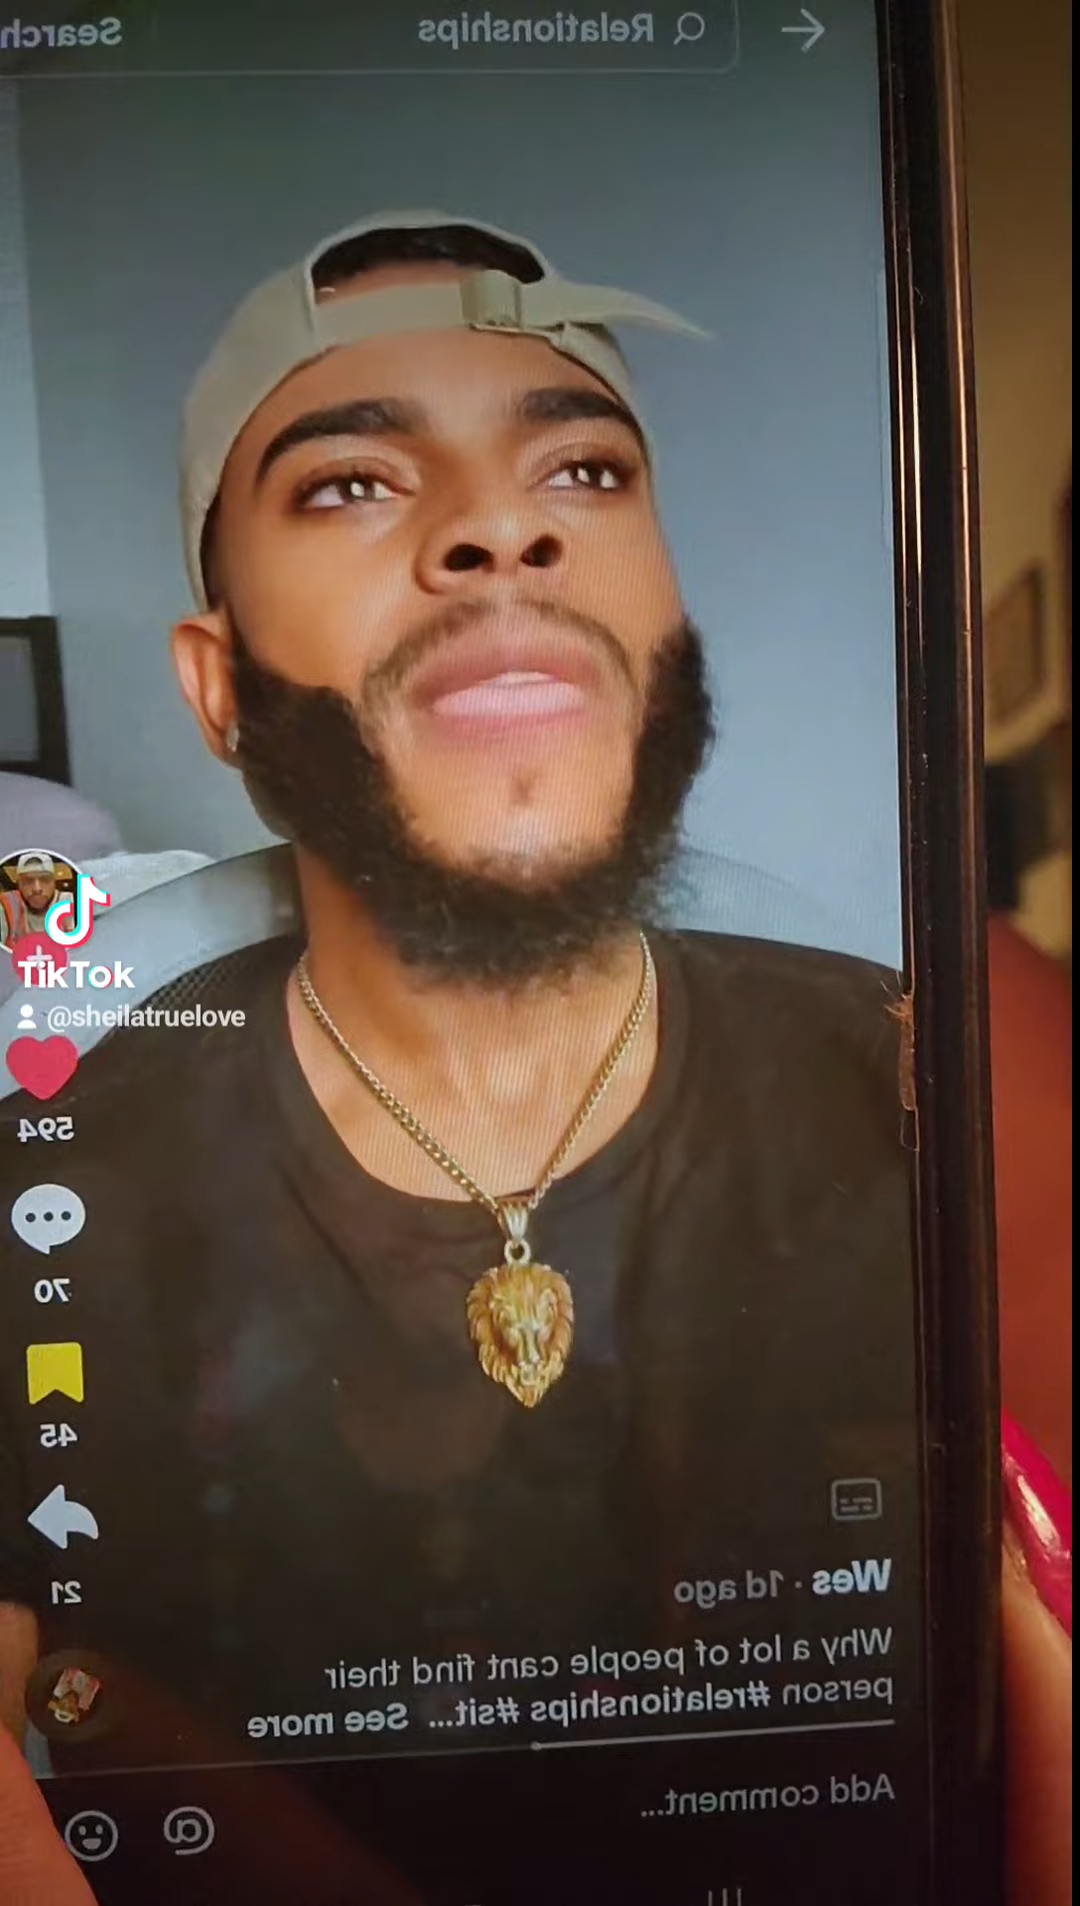 Relationships
Search
TikTok
@sheilatruelove
594
70
45
21
Wes · 1d ago
Why a lot of people cant find their
person #relationships #sit... See more
Add comment...